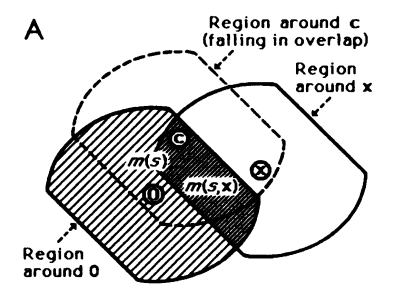 A
Region around c
(falling in overlap)
Region
around x
c
m(s)
x
m(s,x)
0
Region
around 0